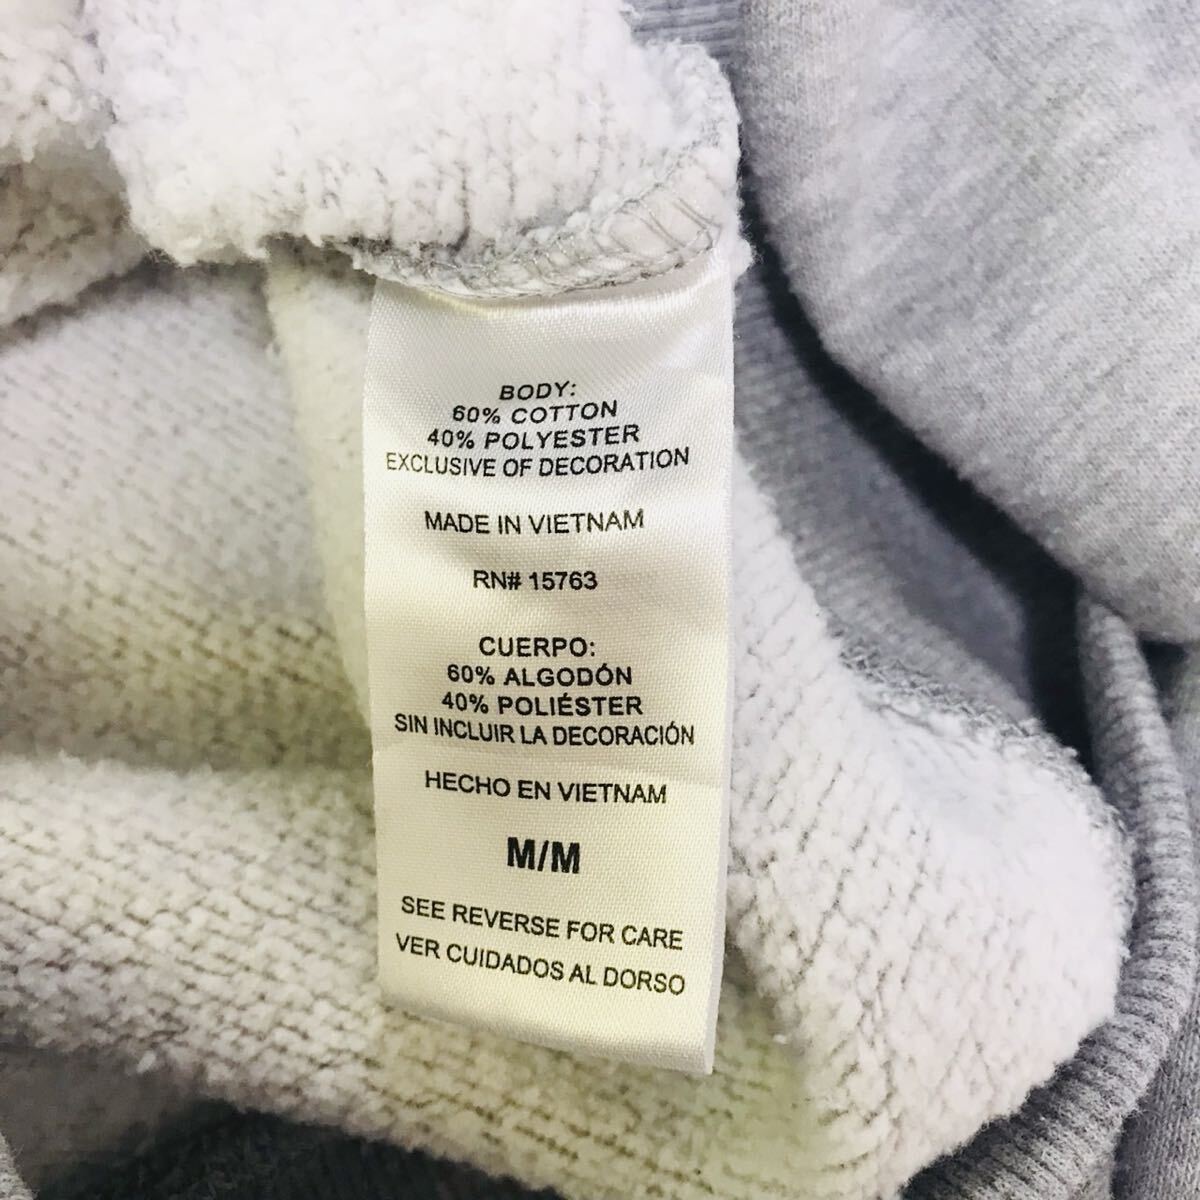 BODY:
60% COTTON
40% POLYESTER
EXCLUSIVE OF DECORATION
MADE IN VIETNAM
RN# 15763
CUERPO:
60% ALGODÓN
40% POLIÉSTER
SIN INCLUIR LA DECORACIÓN
HECHO EN VIETNAM
M/M
SEE REVERSE FOR CARE
VER CUIDADOS AL DORSO